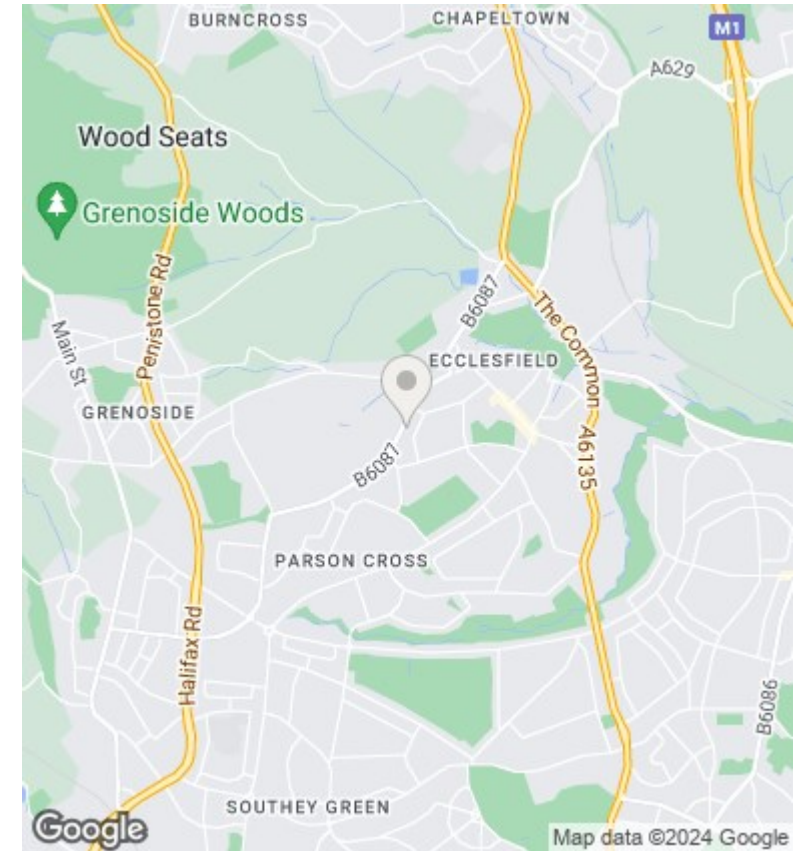 BURNCROSS
CHAPELTOWN
M1
A629
Wood Seats
Grenoside Woods
Penistone Rd
B6087
The Common
Main St
ECCLESFIELD
GRENOSIDE
B6087
A6135
PARSON CROSS
Halifax Rd
B6086
SOUTHEY GREEN
Google
Map data ©2024 Google